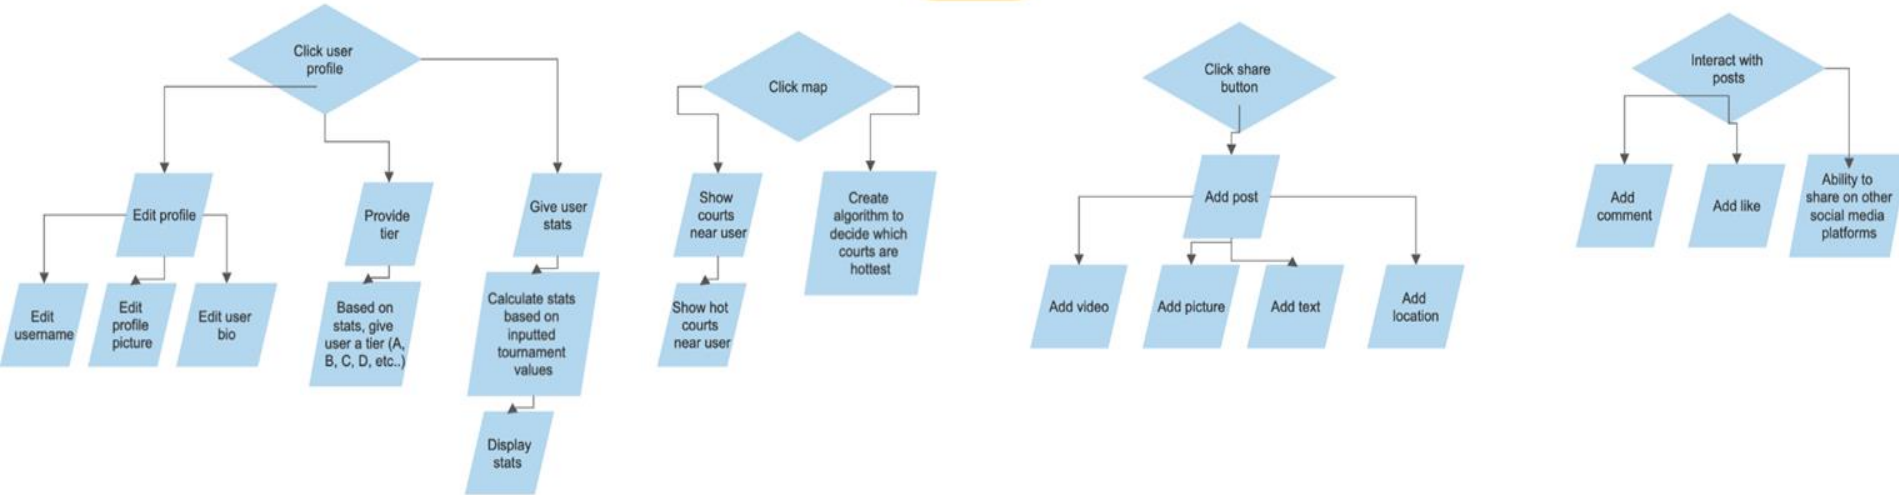 Click user
profile
Edit profile
Edit
username
Edit
profile
picture
Edit user
bio
Provide
tier
Based on
stats, give
user a tier (A,
B, C, D, etc..)
Give user
stats
Calculate stats
based on
inputted
tournament
values
Display
stats
Click map
Show
courts
near user
Show hot
courts
near user
Create
algorithm to
decide which
courts are
hottest
Click share
button
Add post
Add video
Add picture
Add text
Add
location
Interact with
posts
Add
comment
Add like
Ability to
share on other
social media
platforms